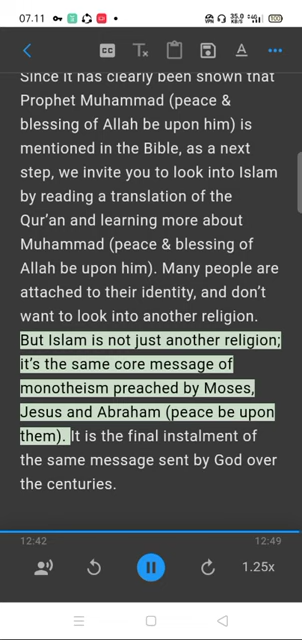 07.11
35.0
KB/S
CC
Since it has clearly been shown that
Prophet Muhammad (peace &
blessing of Allah be upon him) is
mentioned in the Bible, as a next
step, we invite you to look into Islam
by reading a translation of the
Qur’an and learning more about
Muhammad (peace & blessing of
Allah be upon him). Many people are
attached to their identity, and don’t
want to look into another religion.
But Islam is not just another religion;
it’s the same core message of
monotheism preached by Moses,
Jesus and Abraham (peace be upon
them). It is the final instalment of
the same message sent by God over
the centuries.
12:42 12:49
1.25x